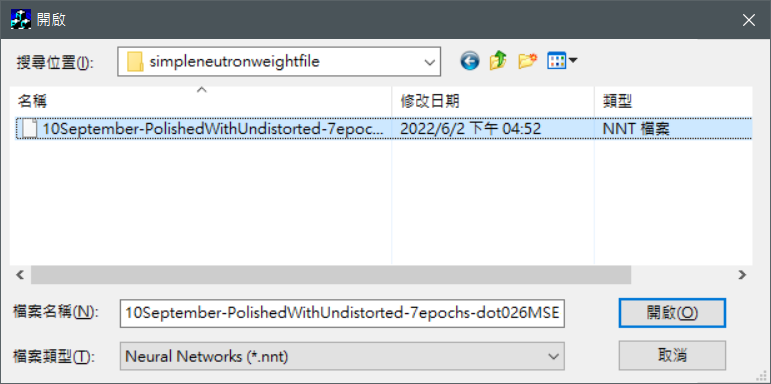 開啟
搜尋位置(I):
simpleneutronweightfile
名稱
修改日期
類型
10September-PolishedWithUndistorted-7epoc...
2022/6/2 下午 04:52
NNT 檔案
檔案名稱(N):
10September-PolishedWithUndistorted-7epochs-dot026MSE
開啟(O)
檔案類型(T):
Neural Networks (*.nnt)
取消